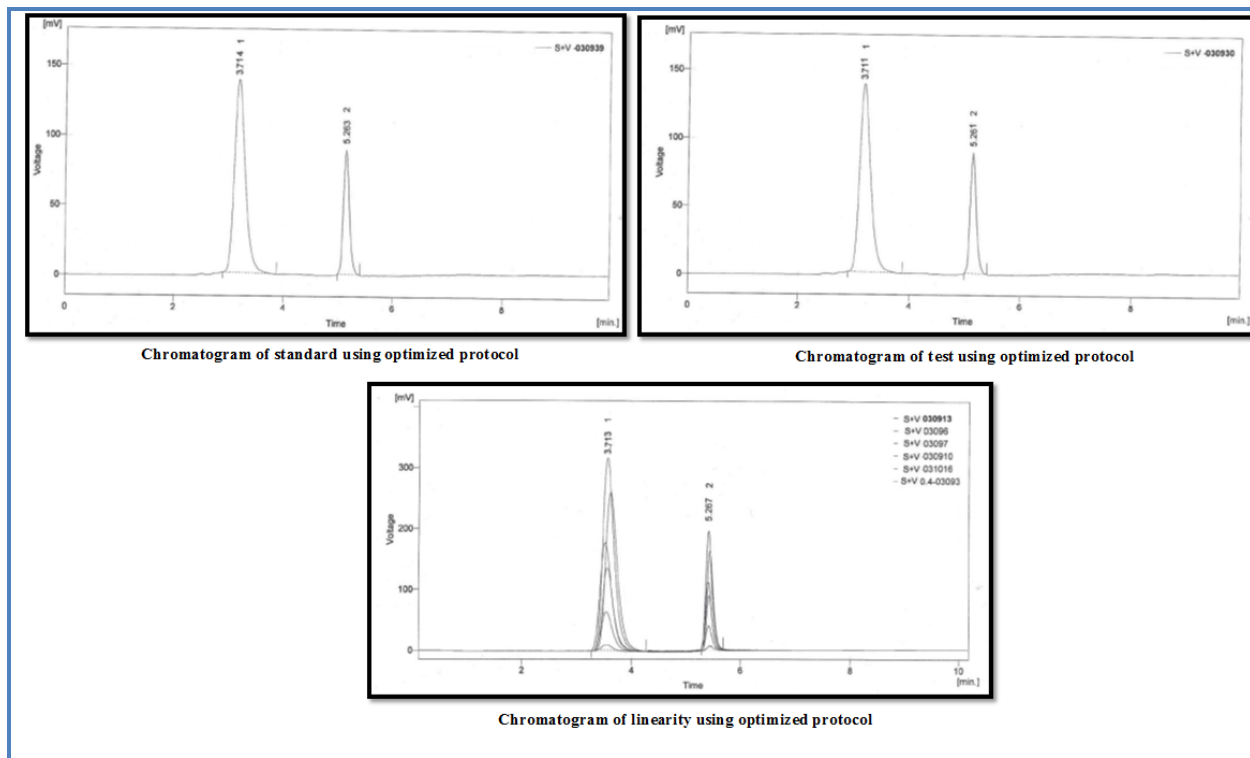 [mV]
S+V -030939
3.714 1
5.263 2
150
100
50
0
Voltage
0 2 4 6 8
Time
[min.]
Chromatogram of standard using optimized protocol
[mV]
S+V -030930
3.711 1
5.261 2
150
100
50
0
Voltage
0 2 4 6 8
Time
[min.]
Chromatogram of test using optimized protocol
[mV]
S+V 030913
S+V 03096
S+V 03097
S+V -030910
S+V -031016
S+V 0.4-03093
3.713 1
5.267 2
300
200
100
0
Voltage
2 4 6 8 10
Time
[min.]
Chromatogram of linearity using optimized protocol